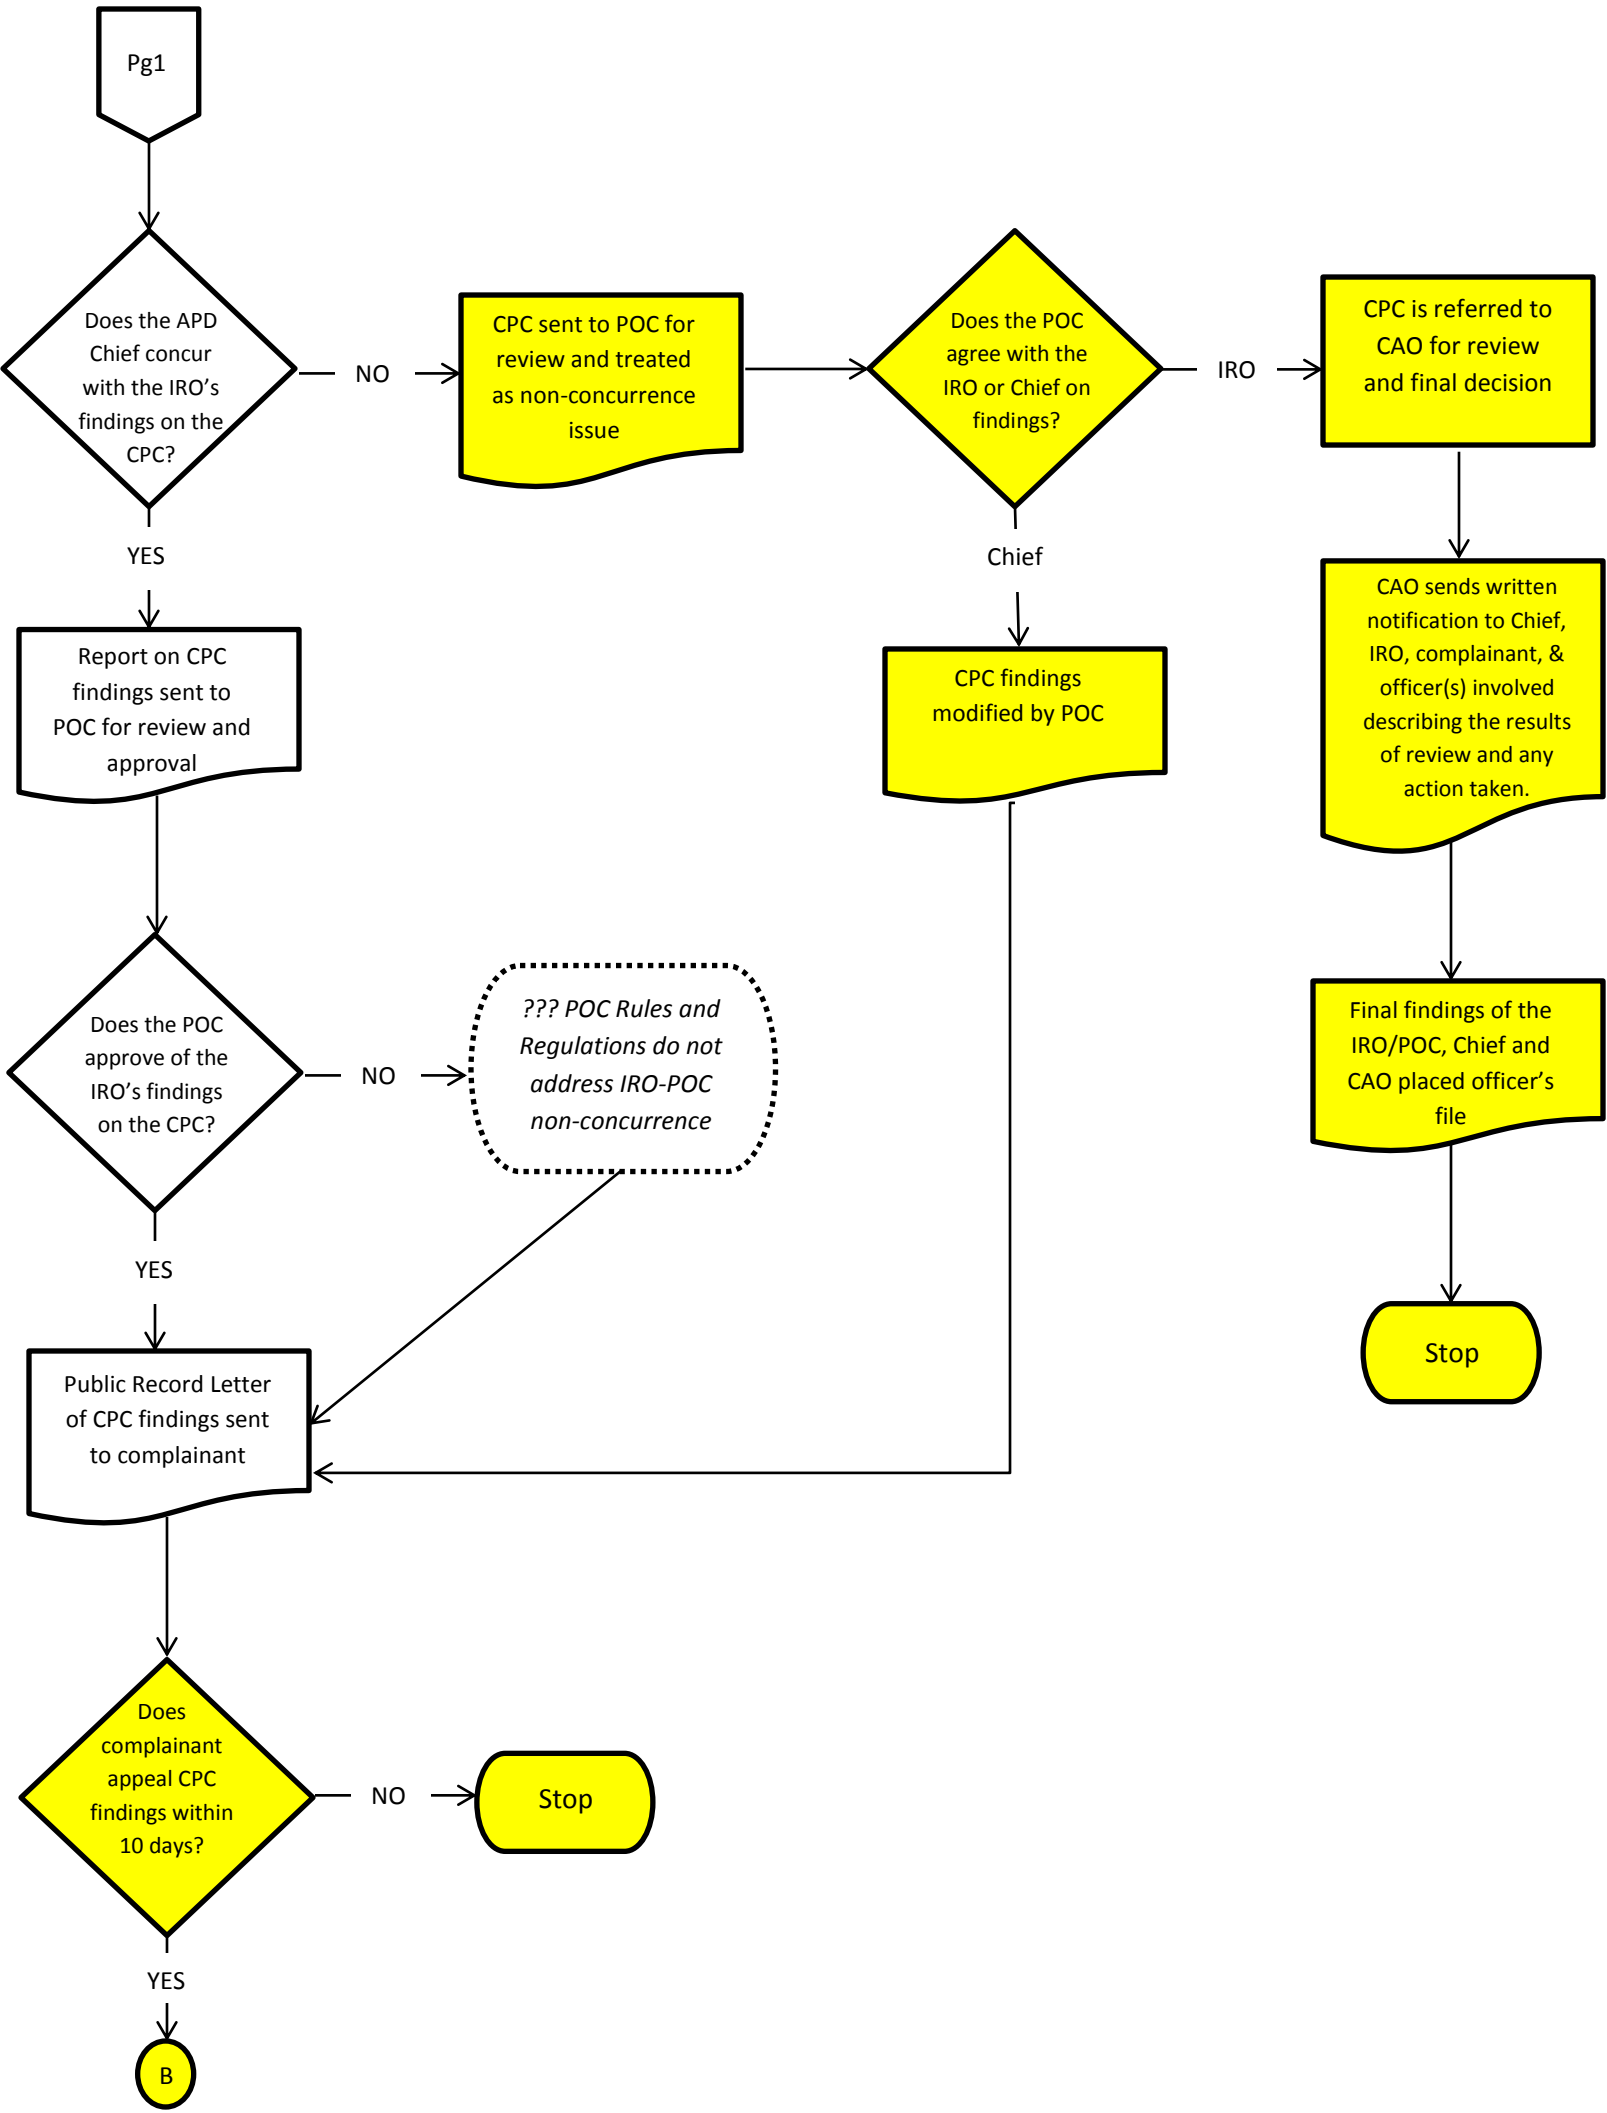 Pg1
Does the APD
Chief concur
with the IRO’s
findings on the
CPC?
NO
CPC sent to POC for
review and treated
as non-concurrence
issue
Does the POC
agree with the
IRO or Chief on
findings?
IRO
CPC is referred to
CAO for review
and final decision
YES
Chief
CAO sends written
notification to Chief,
IRO, complainant, &
officer(s) involved
describing the results
of review and any
action taken.
Report on CPC
findings sent to
POC for review and
approval
CPC findings
modified by POC
Does the POC
approve of the
IRO’s findings
on the CPC?
NO
??? POC Rules and
Regulations do not
address IRO-POC
non-concurrence
Final findings of the
IRO/POC, Chief and
CAO placed officer’s
file
YES
Stop
Public Record Letter
of CPC findings sent
to complainant
Does
complainant
appeal CPC
findings within
10 days?
NO
Stop
YES
B